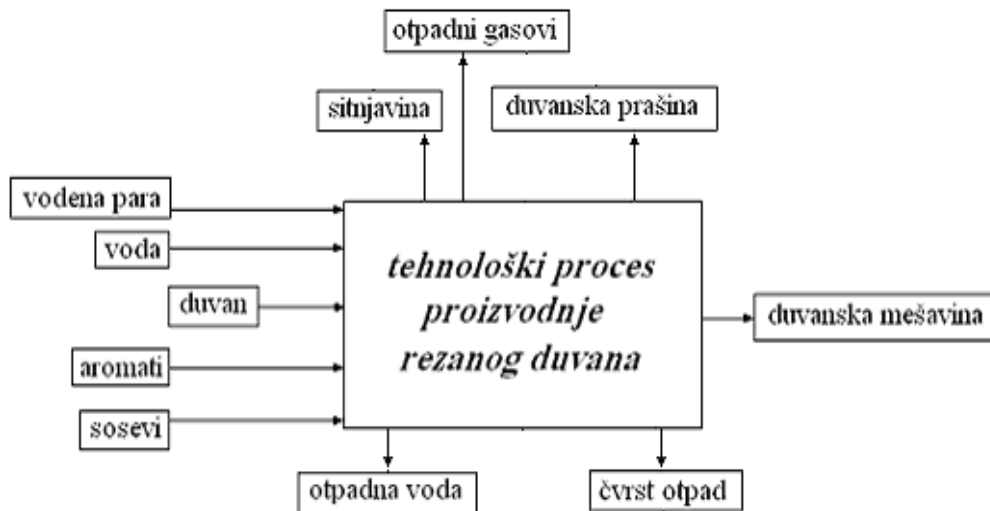 otpadni gasovi
sitnjavina
duvanska prašina
vodena para
voda
duvan
aromati
sosevi
tehnološki proces
proizvodnje
rezanog duvana
duvanska mešavina
otpadna voda
čvrst otpad